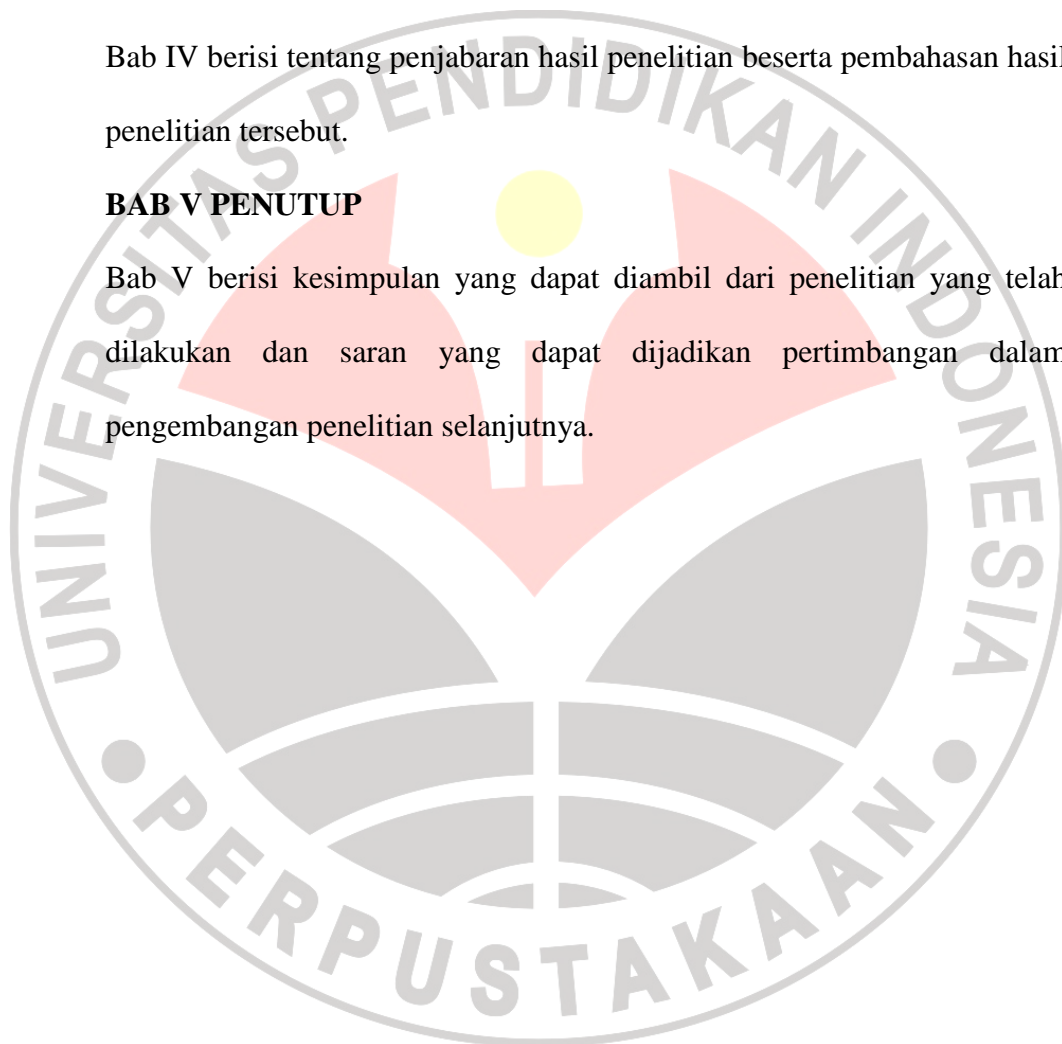 Bab IV berisi tentang penjabaran hasil penelitian beserta pembahasan hasil
penelitian tersebut.
BAB V PENUTUP
Bab V berisi kesimpulan yang dapat diambil dari penelitian yang telah
dilakukan dan saran yang dapat dijadikan pertimbangan dalam
pengembangan penelitian selanjutnya.
UNIVERSITAS PENDIDIKAN INDONESIA
PERPUSTAKAAN